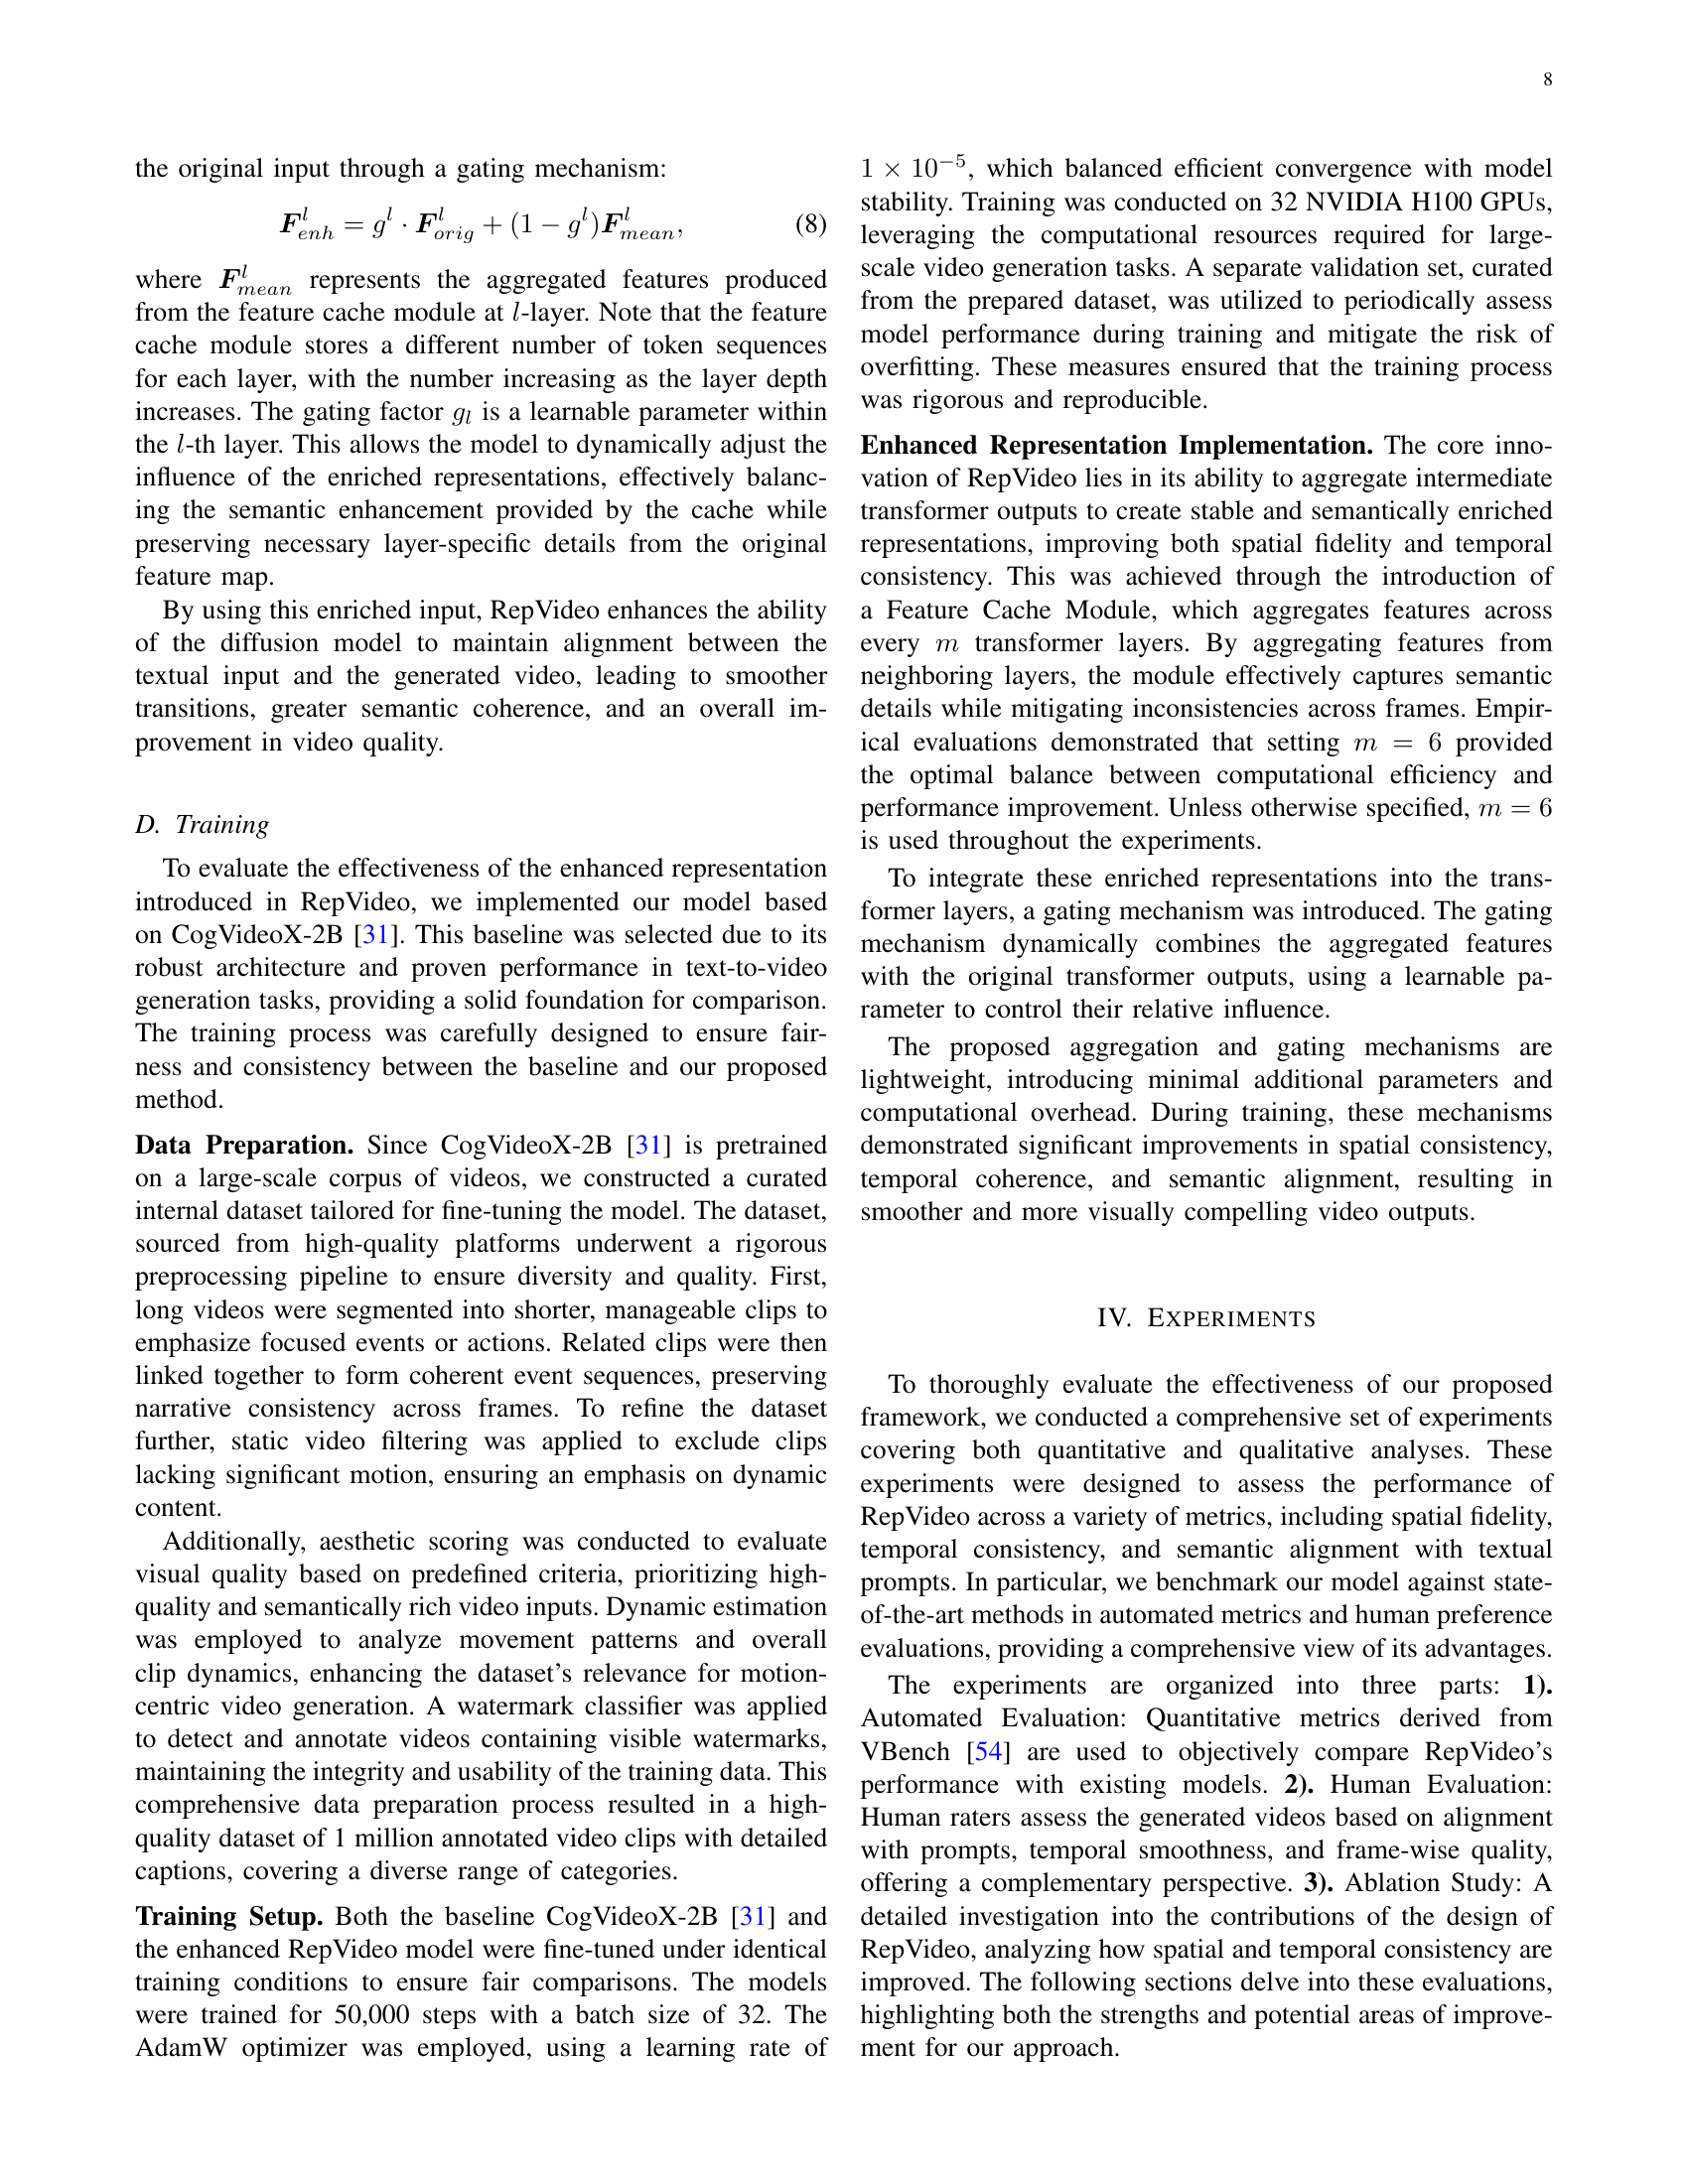 8
the original input through a gating mechanism:
F^l_{enh} = g^l · F^l_{orig} + (1 − g^l)F^l_{mean}, (8)
where F^l_{mean} represents the aggregated features produced
from the feature cache module at l-layer. Note that the feature
cache module stores a different number of token sequences
for each layer, with the number increasing as the layer depth
increases. The gating factor g_l is a learnable parameter within
the l-th layer. This allows the model to dynamically adjust the
influence of the enriched representations, effectively balanc-
ing the semantic enhancement provided by the cache while
preserving necessary layer-specific details from the original
feature map.
By using this enriched input, RepVideo enhances the ability
of the diffusion model to maintain alignment between the
textual input and the generated video, leading to smoother
transitions, greater semantic coherence, and an overall im-
provement in video quality.
D. Training
To evaluate the effectiveness of the enhanced representation
introduced in RepVideo, we implemented our model based
on CogVideoX-2B [31]. This baseline was selected due to its
robust architecture and proven performance in text-to-video
generation tasks, providing a solid foundation for comparison.
The training process was carefully designed to ensure fair-
ness and consistency between the baseline and our proposed
method.
Data Preparation. Since CogVideoX-2B [31] is pretrained
on a large-scale corpus of videos, we constructed a curated
internal dataset tailored for fine-tuning the model. The dataset,
sourced from high-quality platforms underwent a rigorous
preprocessing pipeline to ensure diversity and quality. First,
long videos were segmented into shorter, manageable clips to
emphasize focused events or actions. Related clips were then
linked together to form coherent event sequences, preserving
narrative consistency across frames. To refine the dataset
further, static video filtering was applied to exclude clips
lacking significant motion, ensuring an emphasis on dynamic
content.
Additionally, aesthetic scoring was conducted to evaluate
visual quality based on predefined criteria, prioritizing high-
quality and semantically rich video inputs. Dynamic estimation
was employed to analyze movement patterns and overall
clip dynamics, enhancing the dataset's relevance for motion-
centric video generation. A watermark classifier was applied
to detect and annotate videos containing visible watermarks,
maintaining the integrity and usability of the training data. This
comprehensive data preparation process resulted in a high-
quality dataset of 1 million annotated video clips with detailed
captions, covering a diverse range of categories.
Training Setup. Both the baseline CogVideoX-2B [31] and
the enhanced RepVideo model were fine-tuned under identical
training conditions to ensure fair comparisons. The models
were trained for 50,000 steps with a batch size of 32. The
AdamW optimizer was employed, using a learning rate of
1 × 10^{−5}, which balanced efficient convergence with model
stability. Training was conducted on 32 NVIDIA H100 GPUs,
leveraging the computational resources required for large-
scale video generation tasks. A separate validation set, curated
from the prepared dataset, was utilized to periodically assess
model performance during training and mitigate the risk of
overfitting. These measures ensured that the training process
was rigorous and reproducible.
Enhanced Representation Implementation. The core inno-
vation of RepVideo lies in its ability to aggregate intermediate
transformer outputs to create stable and semantically enriched
representations, improving both spatial fidelity and temporal
consistency. This was achieved through the introduction of
a Feature Cache Module, which aggregates features across
every m transformer layers. By aggregating features from
neighboring layers, the module effectively captures semantic
details while mitigating inconsistencies across frames. Empir-
ical evaluations demonstrated that setting m = 6 provided
the optimal balance between computational efficiency and
performance improvement. Unless otherwise specified, m = 6
is used throughout the experiments.
To integrate these enriched representations into the trans-
former layers, a gating mechanism was introduced. The gating
mechanism dynamically combines the aggregated features
with the original transformer outputs, using a learnable pa-
rameter to control their relative influence.
The proposed aggregation and gating mechanisms are
lightweight, introducing minimal additional parameters and
computational overhead. During training, these mechanisms
demonstrated significant improvements in spatial consistency,
temporal coherence, and semantic alignment, resulting in
smoother and more visually compelling video outputs.
IV. EXPERIMENTS
To thoroughly evaluate the effectiveness of our proposed
framework, we conducted a comprehensive set of experiments
covering both quantitative and qualitative analyses. These
experiments were designed to assess the performance of
RepVideo across a variety of metrics, including spatial fidelity,
temporal consistency, and semantic alignment with textual
prompts. In particular, we benchmark our model against state-
of-the-art methods in automated metrics and human preference
evaluations, providing a comprehensive view of its advantages.
The experiments are organized into three parts: 1).
Automated Evaluation: Quantitative metrics derived from
VBench [54] are used to objectively compare RepVideo's
performance with existing models. 2). Human Evaluation:
Human raters assess the generated videos based on alignment
with prompts, temporal smoothness, and frame-wise quality,
offering a complementary perspective. 3). Ablation Study: A
detailed investigation into the contributions of the design of
RepVideo, analyzing how spatial and temporal consistency are
improved. The following sections delve into these evaluations,
highlighting both the strengths and potential areas of improve-
ment for our approach.